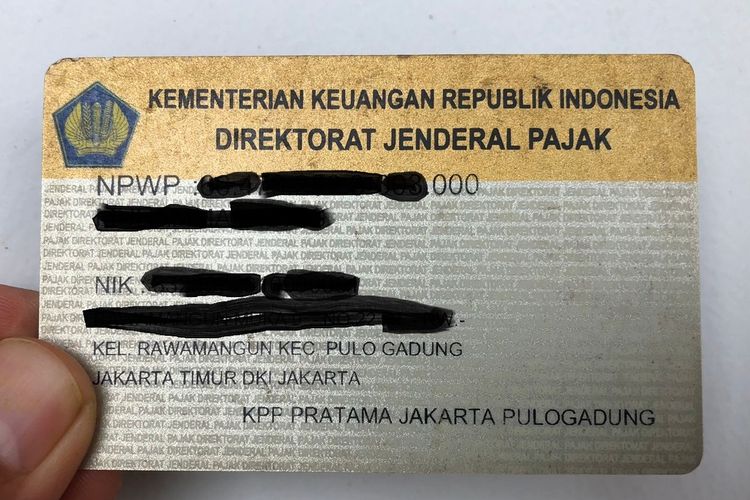 KEMENTERIAN KEUANGAN REPUBLIK INDONESIA
DIREKTORAT JENDERAL PAJAK
NPWP : .000
NIK :
KEL. RAWAMANGUN KEC. PULO GADUNG
JAKARTA TIMUR DKI JAKARTA
KPP PRATAMA JAKARTA PULOGADUNG